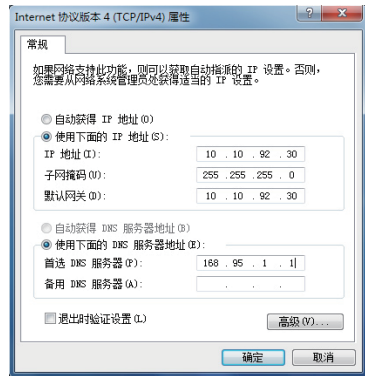 Internet 协议版本 4 (TCP/IPv4) 属性
常规
如果网络支持此功能，则可以获取自动指派的 IP 设置。否则，
您需要从网络系统管理员处获得适当的 IP 设置。
自动获得 IP 地址(O)
使用下面的 IP 地址(S):
IP 地址(I): 10 . 10 . 92 . 30
子网掩码(U): 255 .255 .255 . 0
默认网关(D): 10 . 10 . 92 . 30
自动获得 DNS 服务器地址(B)
使用下面的 DNS 服务器地址(E):
首选 DNS 服务器(P): 168 . 95 . 1 . 1
备用 DNS 服务器(A): . . .
退出时验证设置(L)
高级(V)...
确定 取消